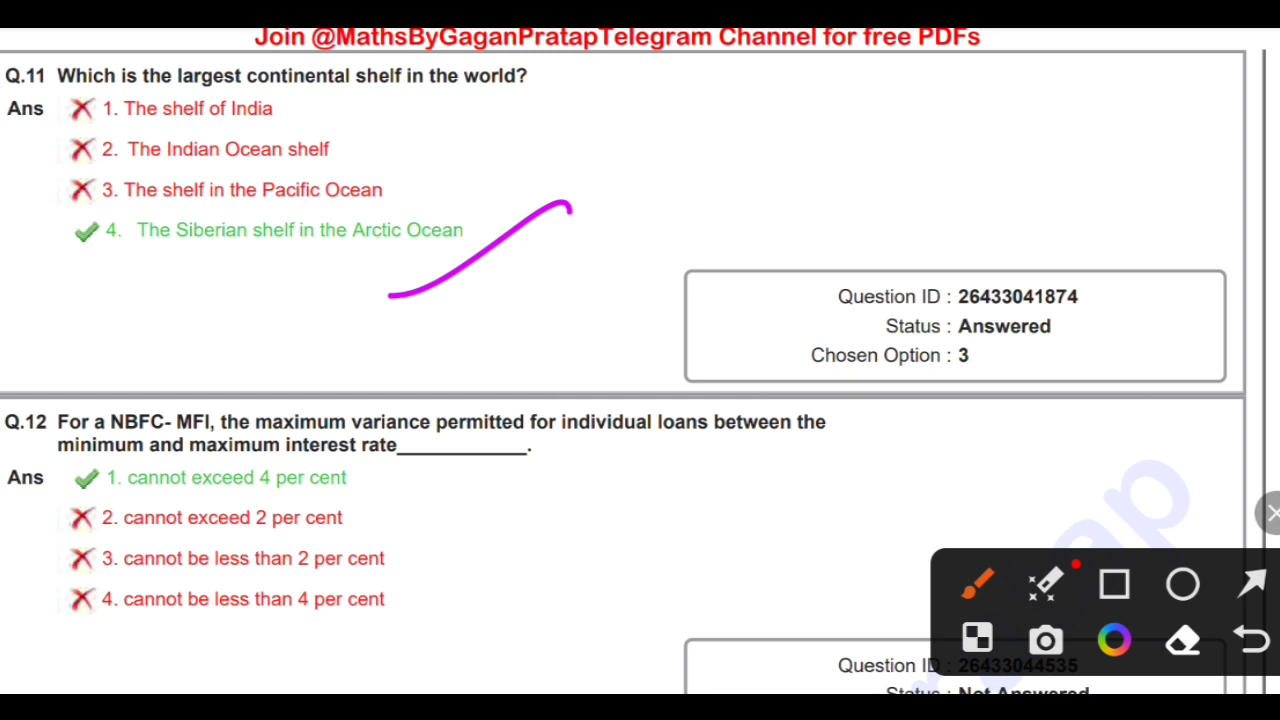 Join @MathsByGaganPratapTelegram Channel for free PDFs
Q.11 Which is the largest continental shelf in the world?
Ans 1. The shelf of India
2. The Indian Ocean shelf
3. The shelf in the Pacific Ocean
4. The Siberian shelf in the Arctic Ocean
Question ID : 26433041874
Status : Answered
Chosen Option : 3
Q.12 For a NBFC- MFI, the maximum variance permitted for individual loans between the
minimum and maximum interest rate____________.
Ans 1. cannot exceed 4 per cent
2. cannot exceed 2 per cent
3. cannot be less than 2 per cent
4. cannot be less than 4 per cent
Question ID : 26433044535
Status : Not Answered